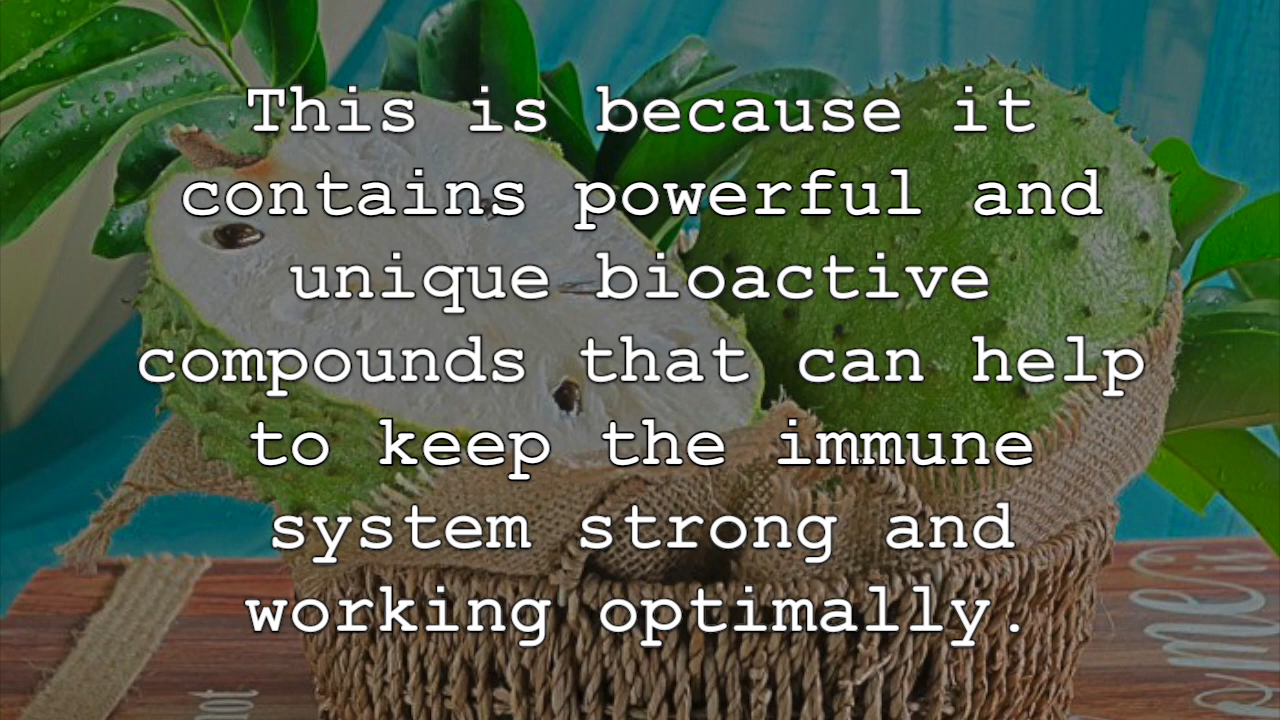 This is because it
contains powerful and
unique bioactive
compounds that can help
to keep the immune
system strong and
working optimally.